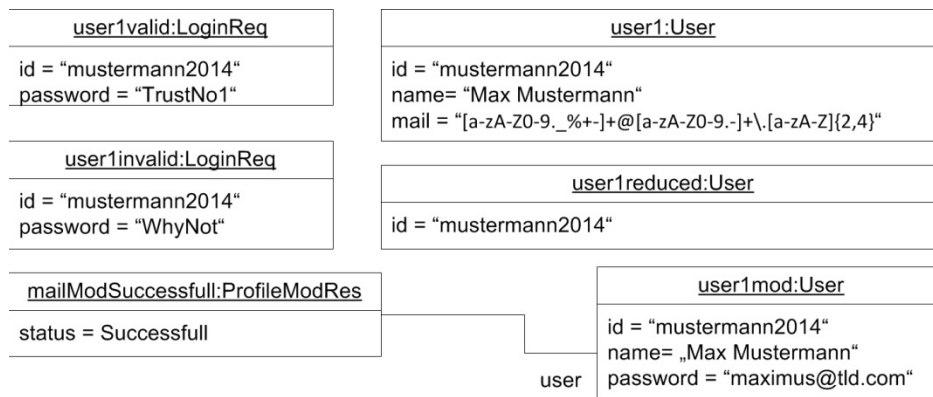 user1valid:LoginReq
id = “mustermann2014“
password = “TrustNo1“
user1:User
id = “mustermann2014“
name= “Max Mustermann“
mail = “[a-zA-Z0-9._%+-]+@[a-zA-Z0-9.-]+\.[a-zA-Z]{2,4}“
user1invalid:LoginReq
id = “mustermann2014“
password = “WhyNot“
user1reduced:User
id = “mustermann2014“
mailModSuccessfull:ProfileModRes
status = Successfull
user
user1mod:User
id = “mustermann2014“
name= „Max Mustermann“
password = “maximus@tld.com“